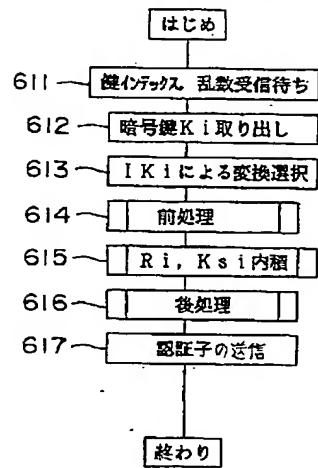 はじめ
611 鍵インデックス。乱数受信待ち
612 暗号鍵Ki取り出し
613 IKiによる変換選択
614 前処理
615 Ri,Ksi内積
616 後処理
617 認証子の送信
終わり